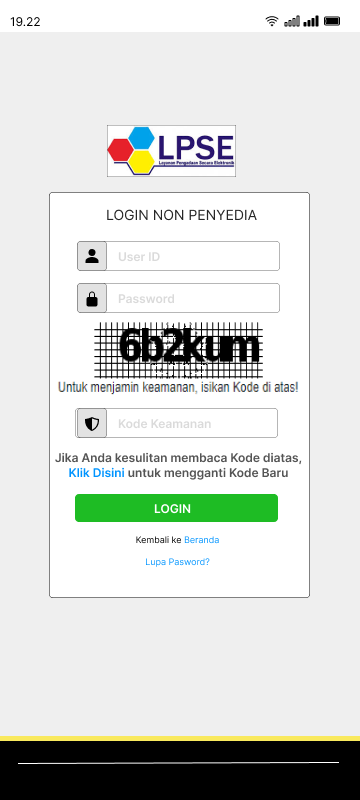 19.22
LPSE
Layanan Pengadaan Secara Elektronik
LOGIN NON PENYEDIA
User ID
Password
6b2kum
Untuk menjamin keamanan, isikan Kode di atas!
Kode Keamanan
Jika Anda kesulitan membaca Kode diatas,
Klik Disini untuk mengganti Kode Baru
LOGIN
Kembali ke Beranda
Lupa Pasword?